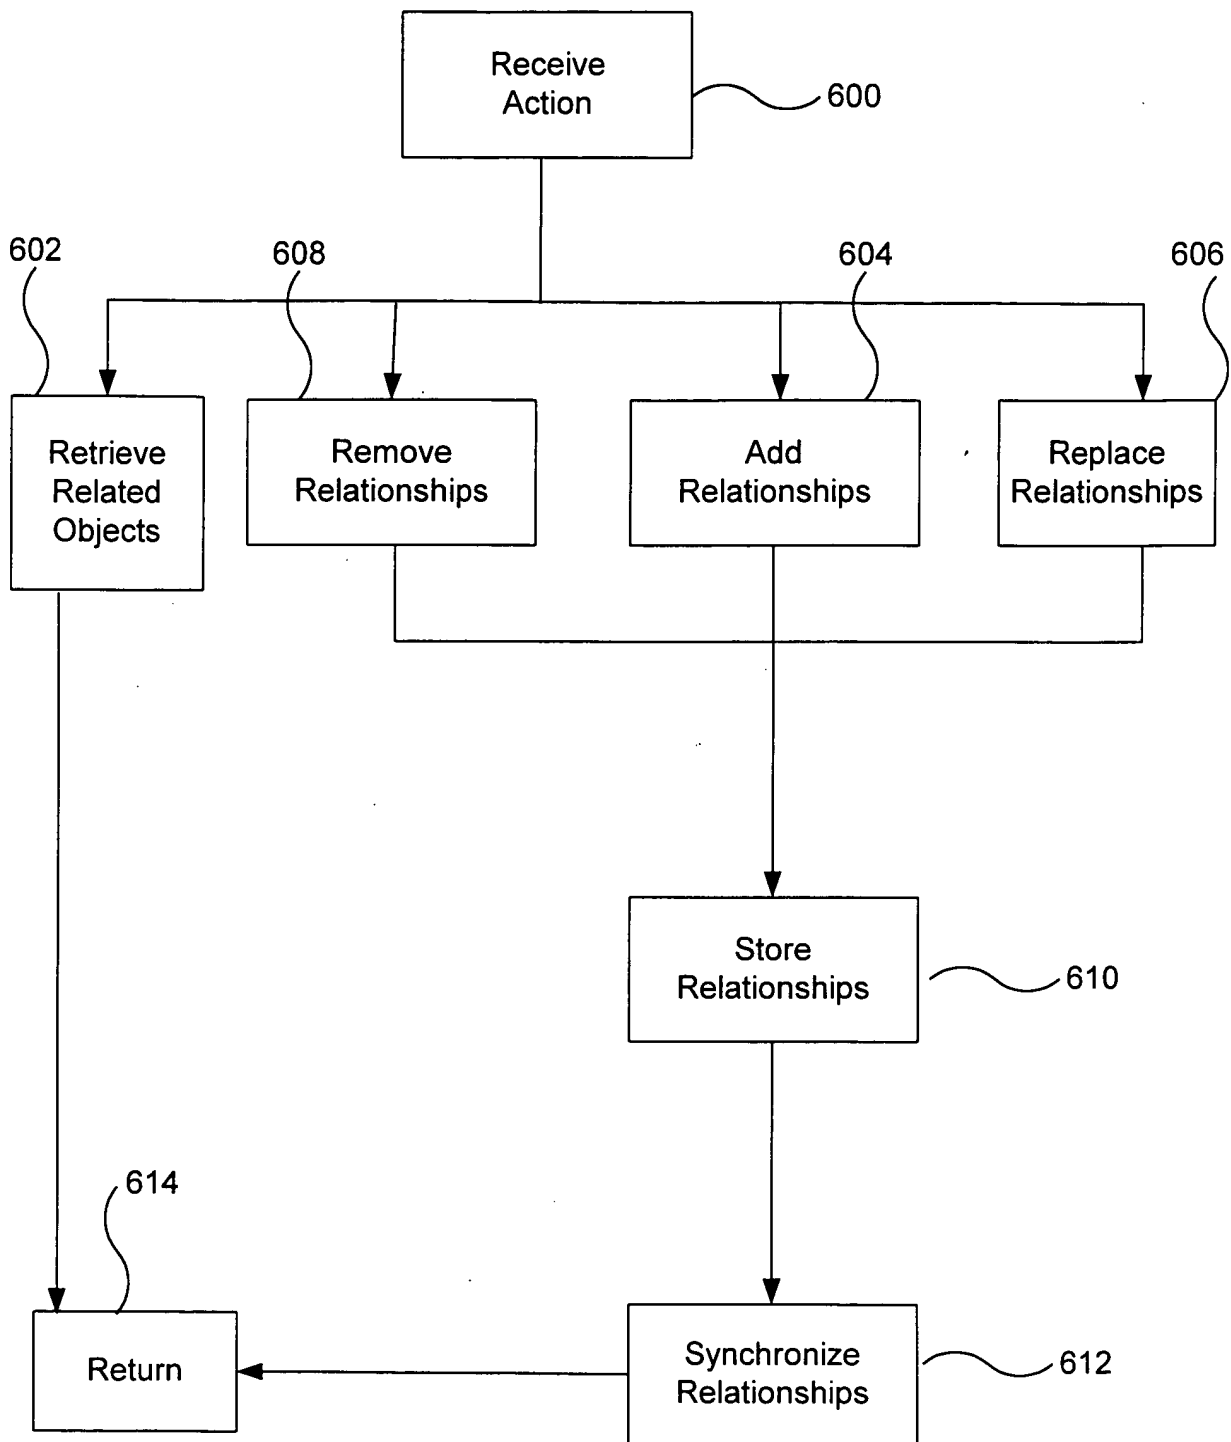 Receive
Action
600
602
608
604
606
Retrieve
Related
Objects
Remove
Relationships
Add
Relationships
Replace
Relationships
Store
Relationships
610
614
Return
Synchronize
Relationships
612